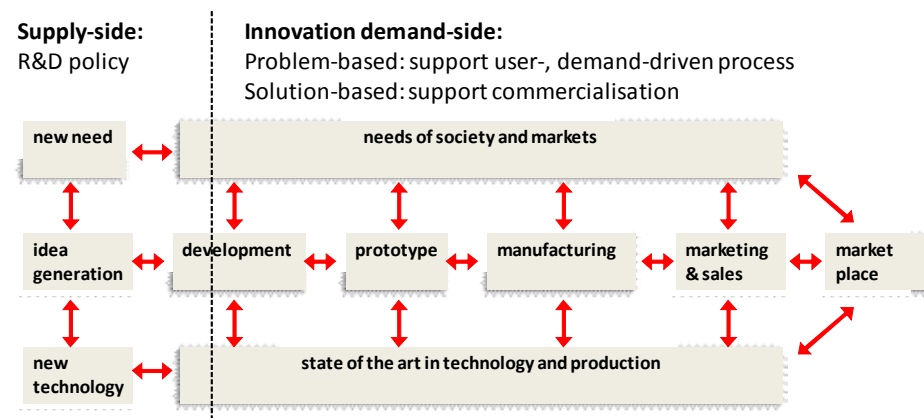 Supply-side:
R&D policy
Innovation demand-side:
Problem-based: support user-, demand-driven process
Solution-based: support commercialisation
new need
needs of society and markets
idea
generation
development
prototype
manufacturing
marketing
& sales
market
place
new
technology
state of the art in technology and production